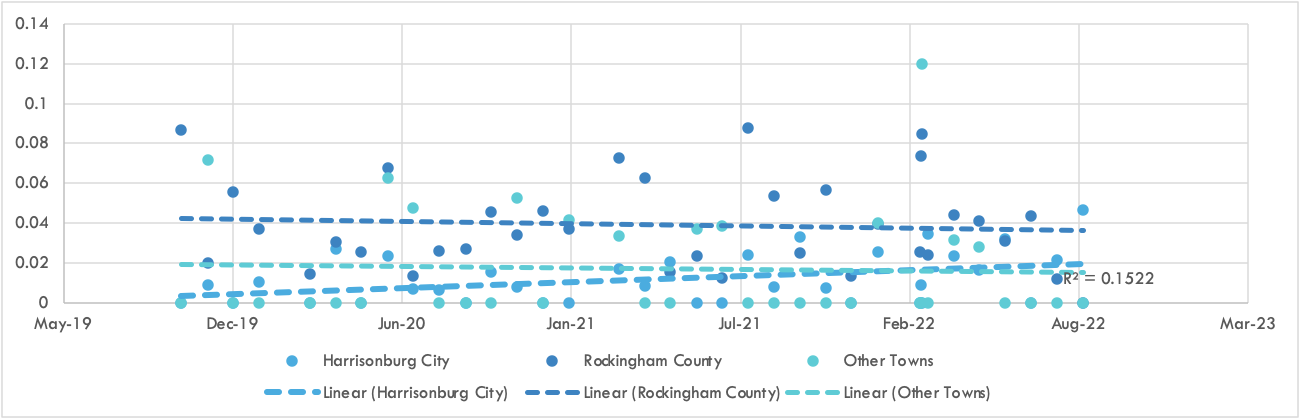 0.14
0.12
0.1
0.08
0.06
0.04
0.02
R² = 0.1522
0
May-19 Dec-19 Jun-20 Jan-21 Jul-21 Feb-22 Aug-22 Mar-23
Harrisonburg City Rockingham County Other Towns
Linear (Harrisonburg City) Linear (Rockingham County) Linear (Other Towns)